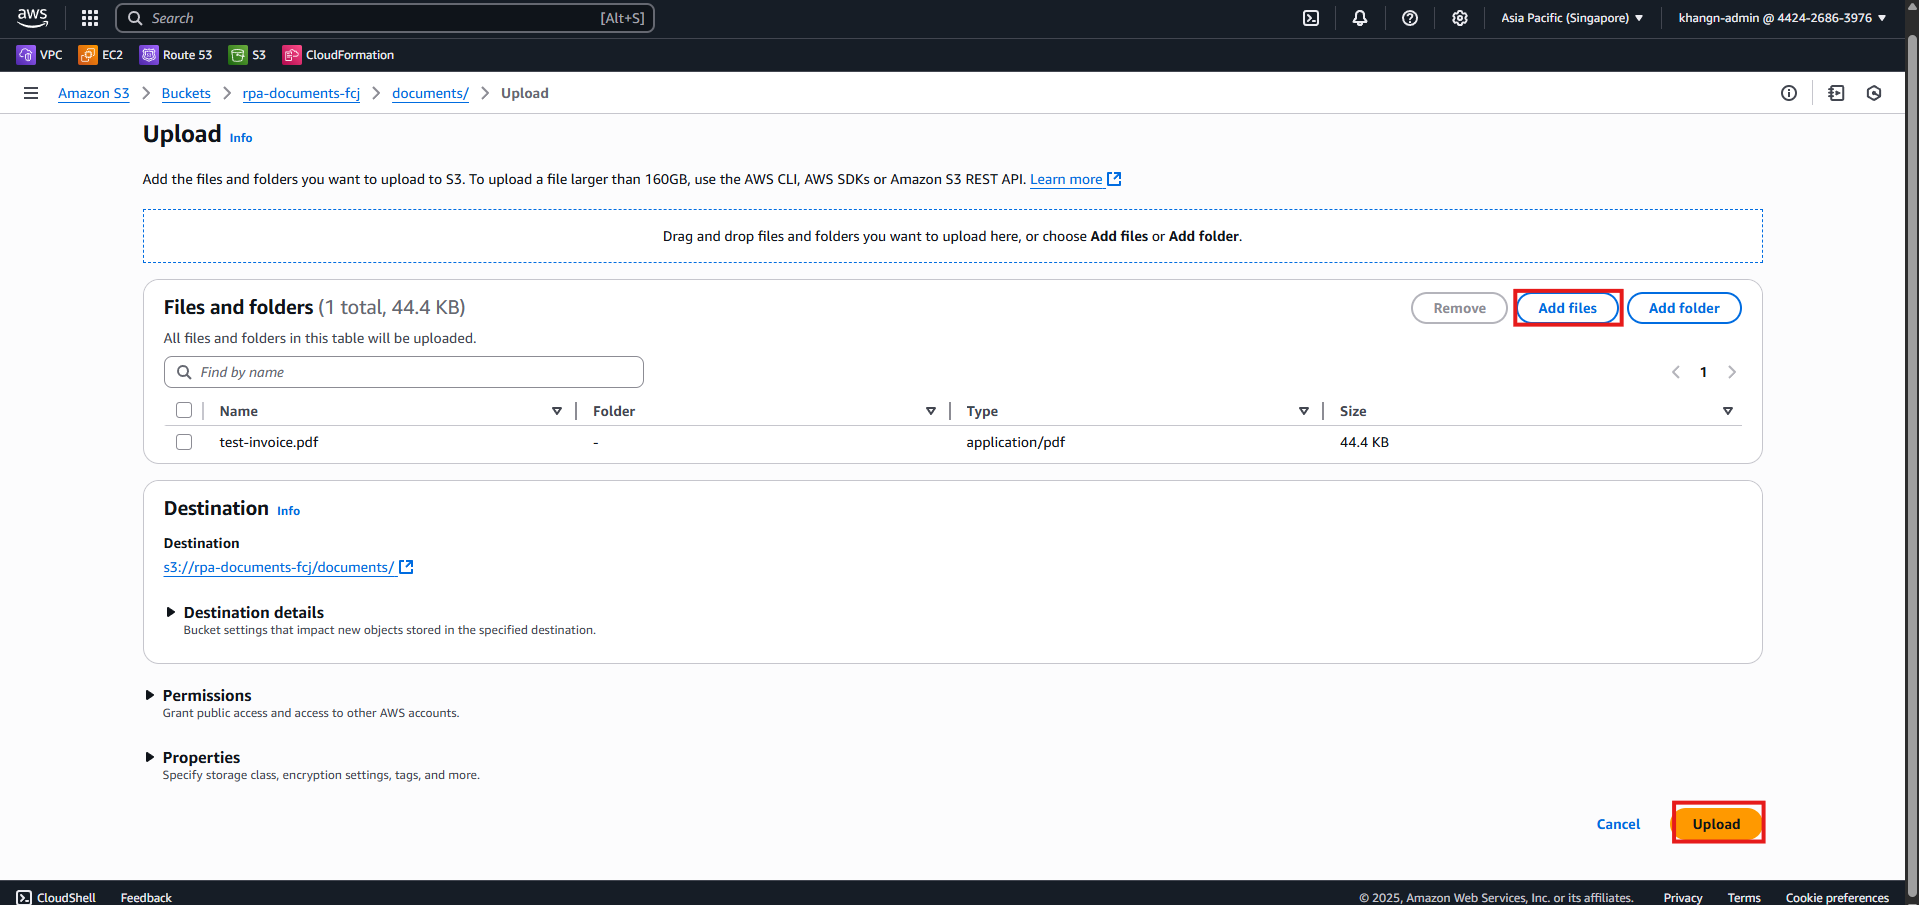 aws Search [Alt+S] Asia Pacific (Singapore) ▼ khangn-admin @ 4424-2686-3976 ▼
VPC EC2 Route 53 S3 CloudFormation
Amazon S3 > Buckets > rpa-documents-fcj > documents/ > Upload
Upload Info
Add the files and folders you want to upload to S3. To upload a file larger than 160GB, use the AWS CLI, AWS SDKs or Amazon S3 REST API. Learn more
Drag and drop files and folders you want to upload here, or choose Add files or Add folder.
Files and folders (1 total, 44.4 KB) Remove Add files Add folder
All files and folders in this table will be uploaded.
Find by name < 1 >
Name Folder Type Size
test-invoice.pdf - application/pdf 44.4 KB
Destination Info
Destination
s3://rpa-documents-fcj/documents/
Destination details
Bucket settings that impact new objects stored in the specified destination.
Permissions
Grant public access and access to other AWS accounts.
Properties
Specify storage class, encryption settings, tags, and more.
Cancel Upload
CloudShell Feedback © 2025, Amazon Web Services, Inc. or its affiliates. Privacy Terms Cookie preferences